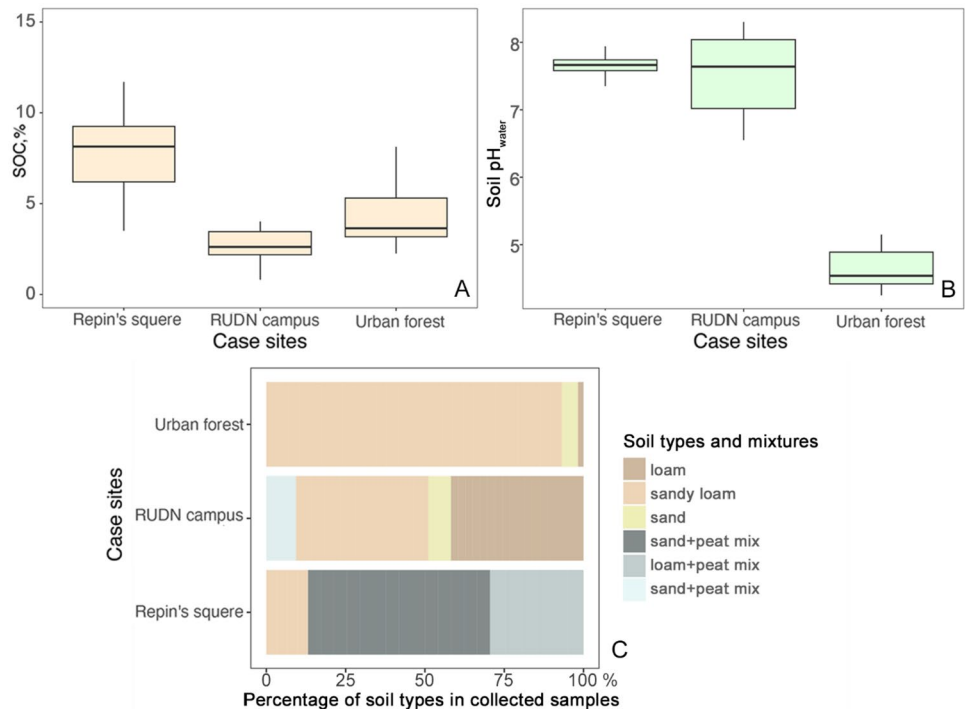 15
10
5
0
SOC,%
A
Repin's squere
RUDN campus
Urban forest
Case sites
8
7
6
5
Soil pHwater
B
Repin's squere
RUDN campus
Urban forest
Case sites
Urban forest
RUDN campus
Repin's squere
Case sites
C
0
25
50
75
100 %
Percentage of soil types in collected samples
Soil types and mixtures
loam
sandy loam
sand
sand+peat mix
loam+peat mix
sand+peat mix